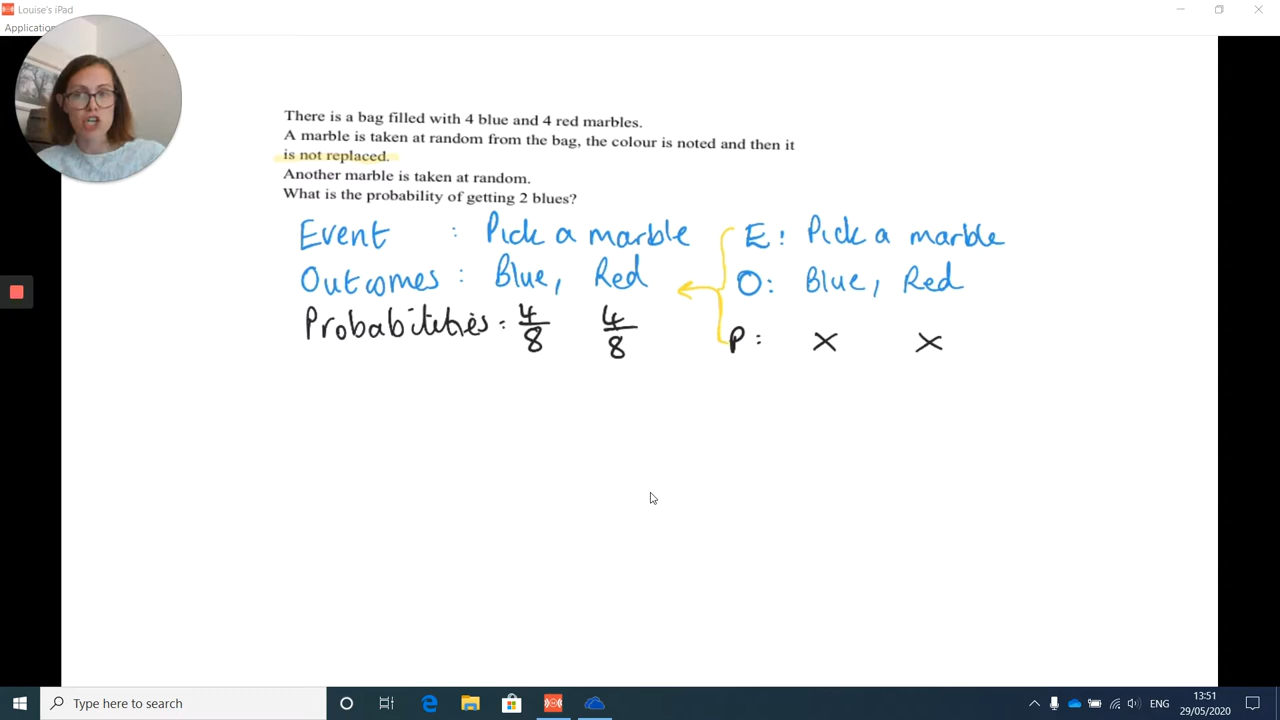 Louise's iPad
Application
There is a bag filled with 4 blue and 4 red marbles.
A marble is taken at random from the bag, the colour is noted and then it
is not replaced.
Another marble is taken at random.
What is the probability of getting 2 blues?
Event : Pick a marble E: Pick a marble
Outcomes : Blue, Red O: Blue, Red
Probabilities: 4/8 4/8 P: x x
Type here to search
ENG
13:51
29/05/2020